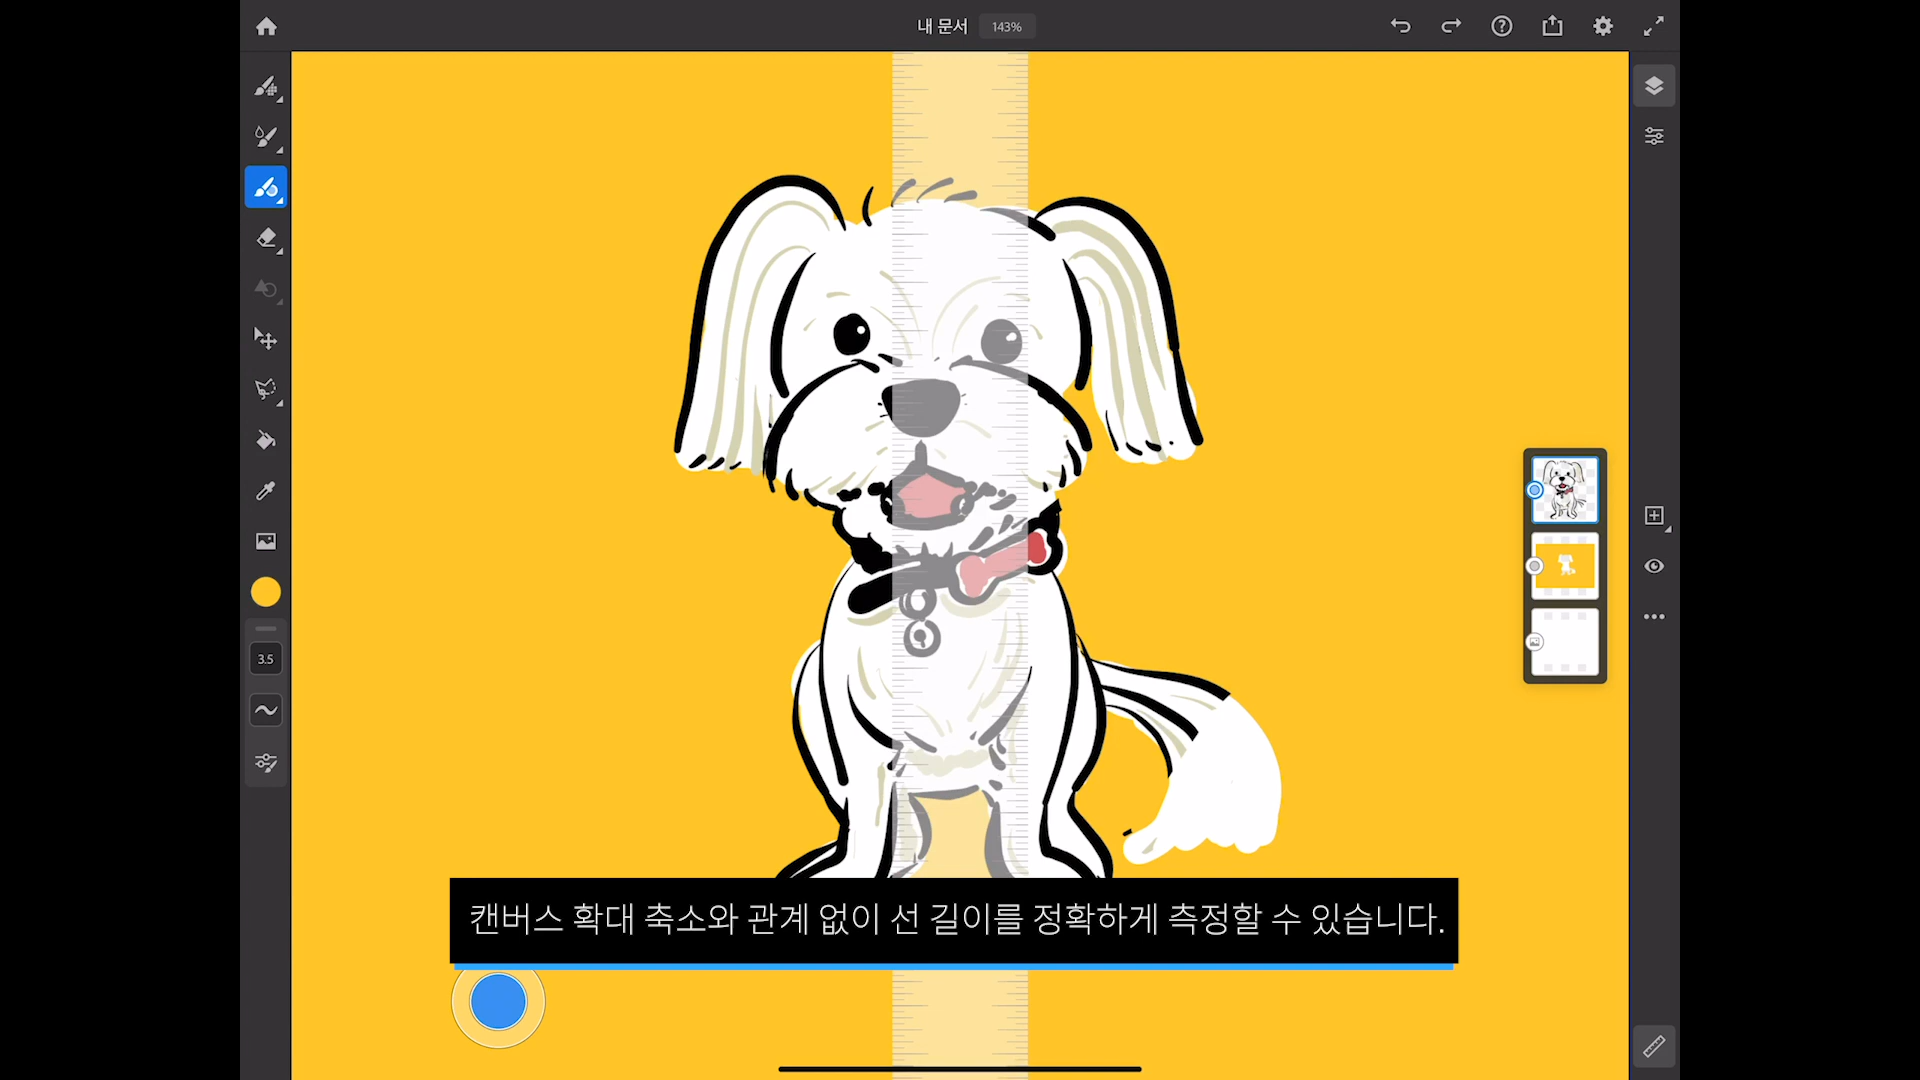 내 문서 143%
3.5
캔버스 확대 축소와 관계 없이 선 길이를 정확하게 측정할 수 있습니다.